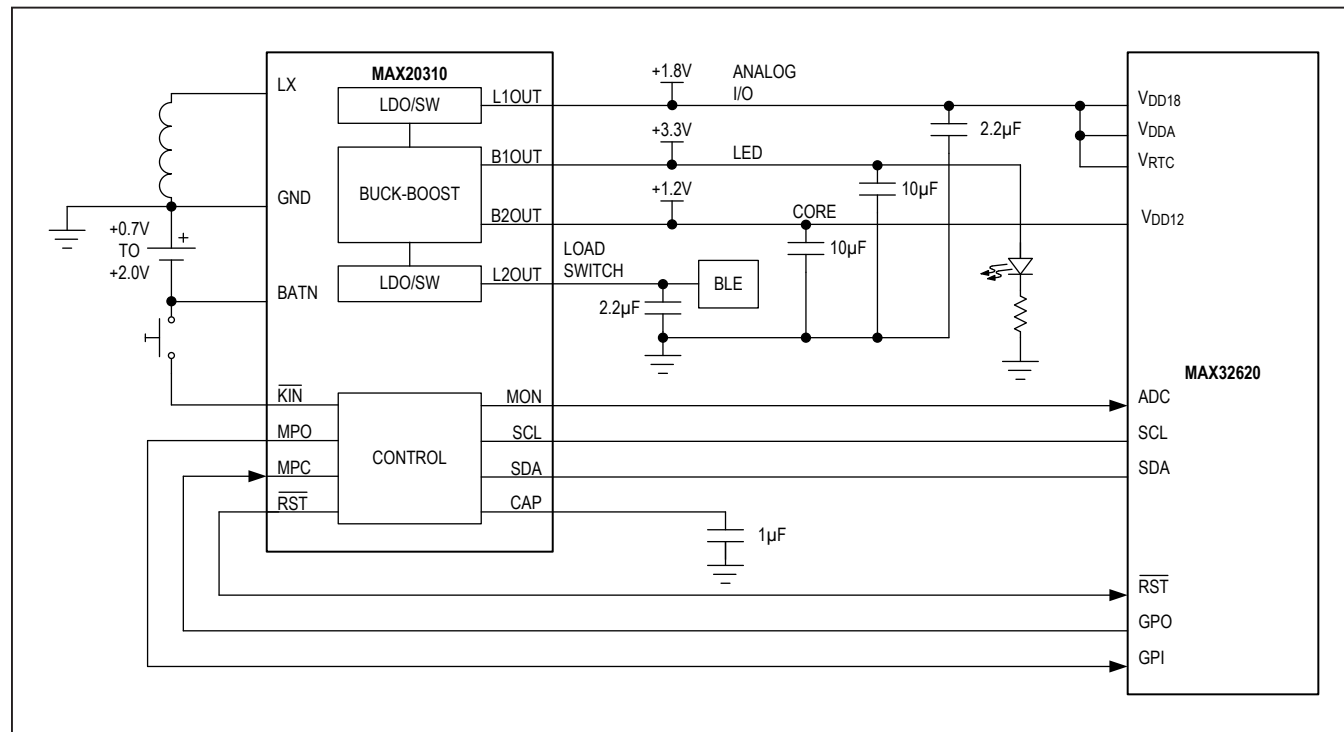 MAX20310
LX
GND
BATN
KIN
MPO
MPC
RST
+0.7V
TO
+2.0V
+
LDO/SW
BUCK-BOOST
LDO/SW
CONTROL
L1OUT
B1OUT
B2OUT
L2OUT
MON
SCL
SDA
CAP
+1.8V
ANALOG
I/O
+3.3V
LED
+1.2V
CORE
LOAD
SWITCH
BLE
2.2µF
10µF
10µF
2.2µF
1µF
MAX32620
VDD18
VDDA
VRTC
VDD12
ADC
SCL
SDA
RST
GPO
GPI